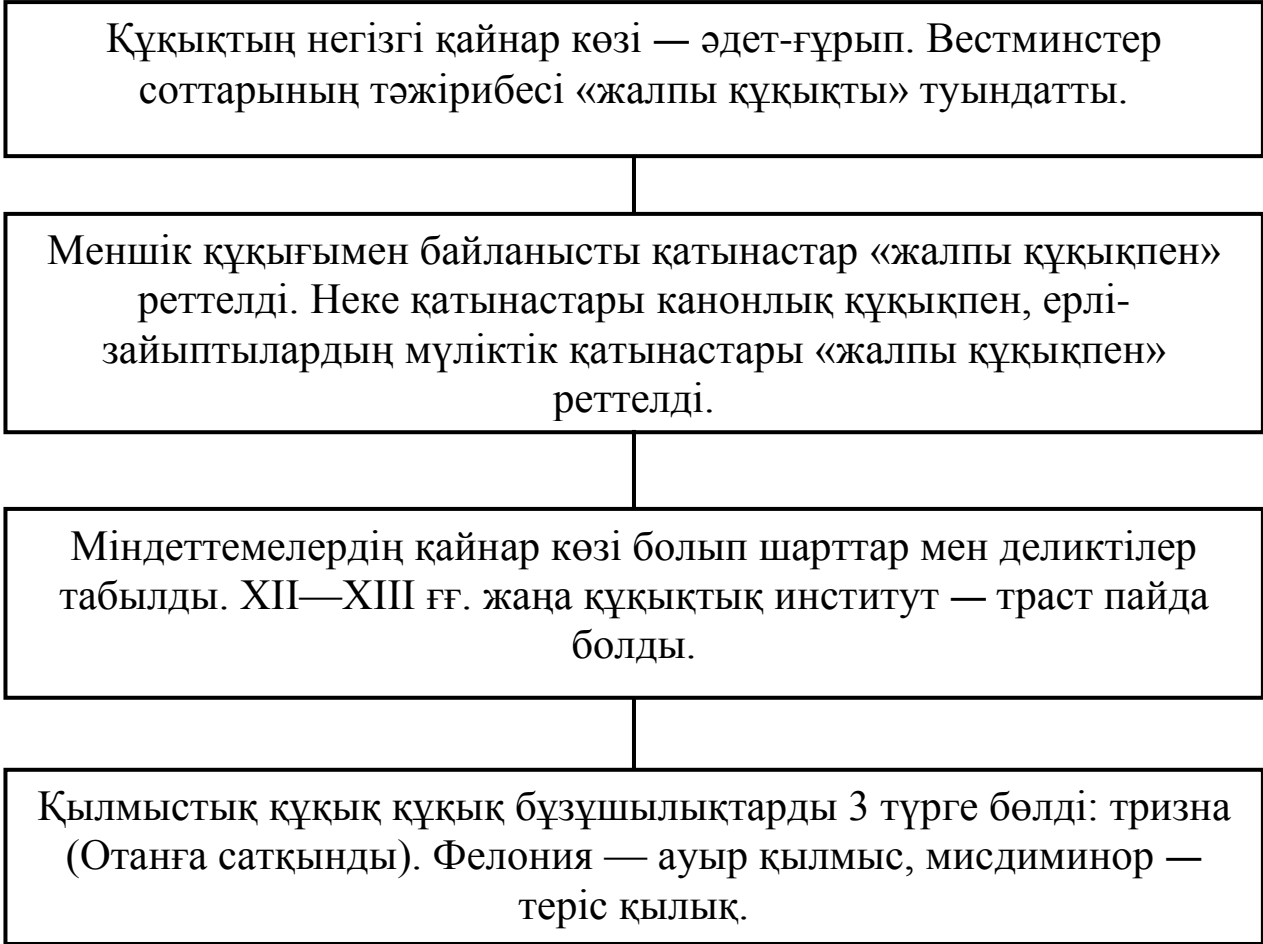 Құқықтың негізгі қайнар көзі — әдет-ғұрып. Вестминстер
соттарының тәжірибесі «жалпы құқықты» туындатты.
Меншік құқығымен байланысты қатынастар «жалпы құқықпен»
реттелді. Неке қатынастары канонлық құқықпен, ерлі-
зайыптылардың мүліктік қатынастары «жалпы құқықпен»
реттелді.
Міндеттемелердің қайнар көзі болып шарттар мен деликтілер
табылды. XII—XIII ғғ. жаңа құқықтық институт — траст пайда
болды.
Қылмыстық құқық құқық бұзұшылықтарды 3 түрге бөлді: тризна
(Отанға сатқынды). Фелония — ауыр қылмыс, мисдиминор —
теріс қылық.